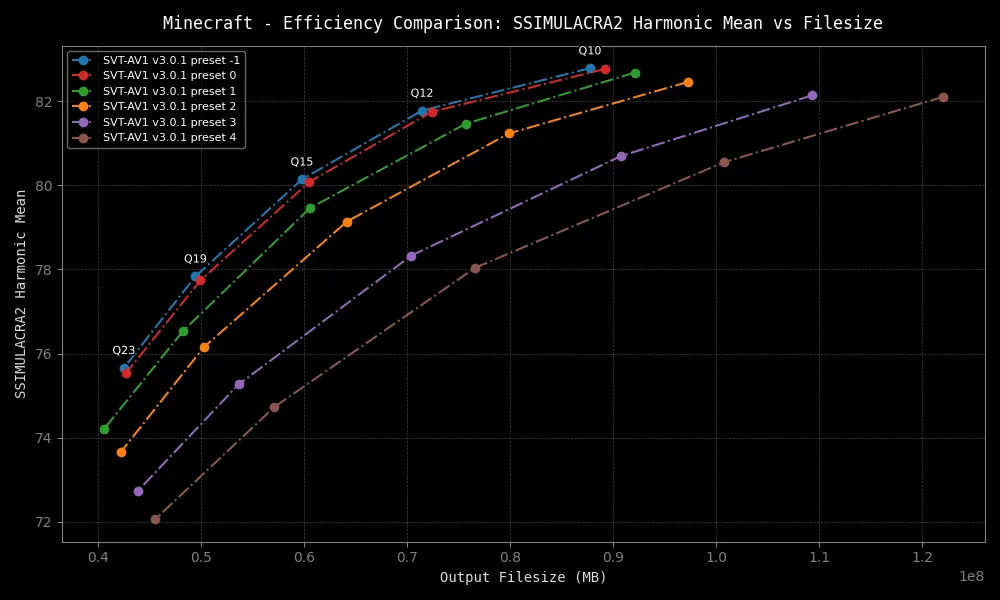 Minecraft - Efficiency Comparison: SSIMULACRA2 Harmonic Mean vs Filesize
SVT-AV1 v3.0.1 preset -1
SVT-AV1 v3.0.1 preset 0
SVT-AV1 v3.0.1 preset 1
SVT-AV1 v3.0.1 preset 2
SVT-AV1 v3.0.1 preset 3
SVT-AV1 v3.0.1 preset 4
Q10
Q12
Q15
Q19
Q23
SSIMULACRA2 Harmonic Mean
82
80
78
76
74
72
0.4 0.5 0.6 0.7 0.8 0.9 1.0 1.1 1.2
1e8
Output Filesize (MB)